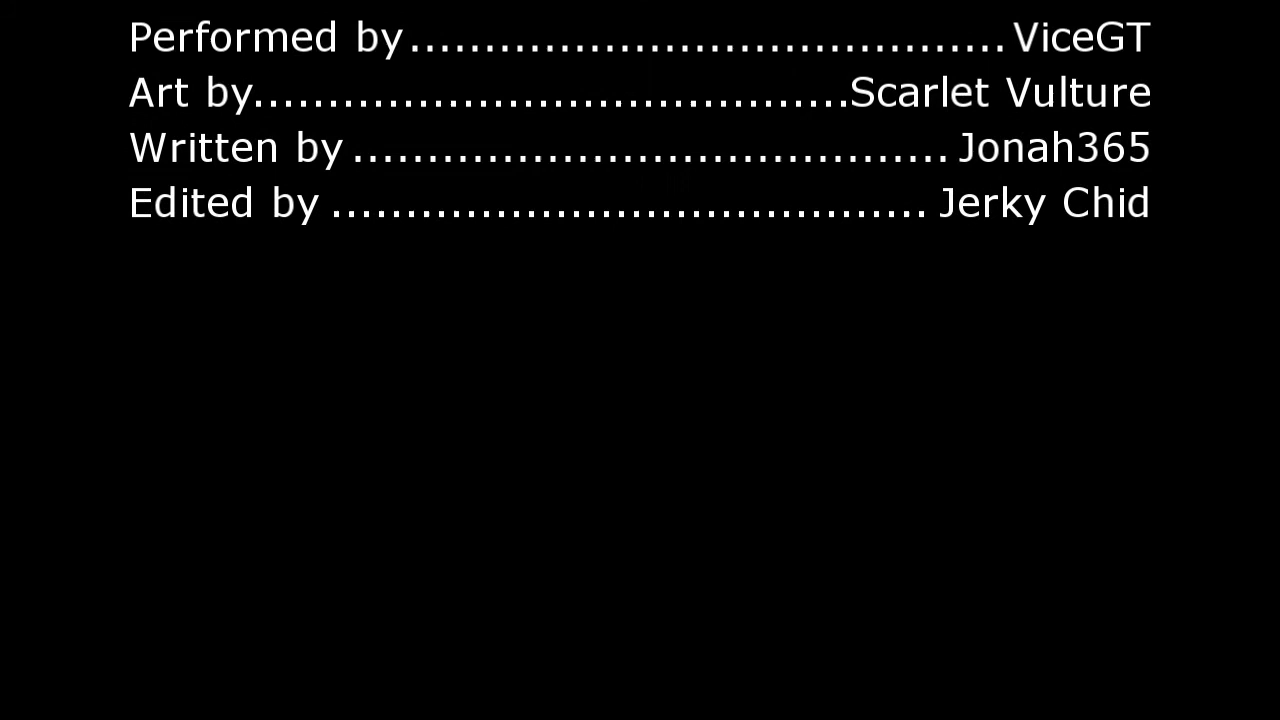 Performed by........................................ViceGT
Art by........................................Scarlet Vulture
Written by........................................Jonah365
Edited by........................................Jerky Chid